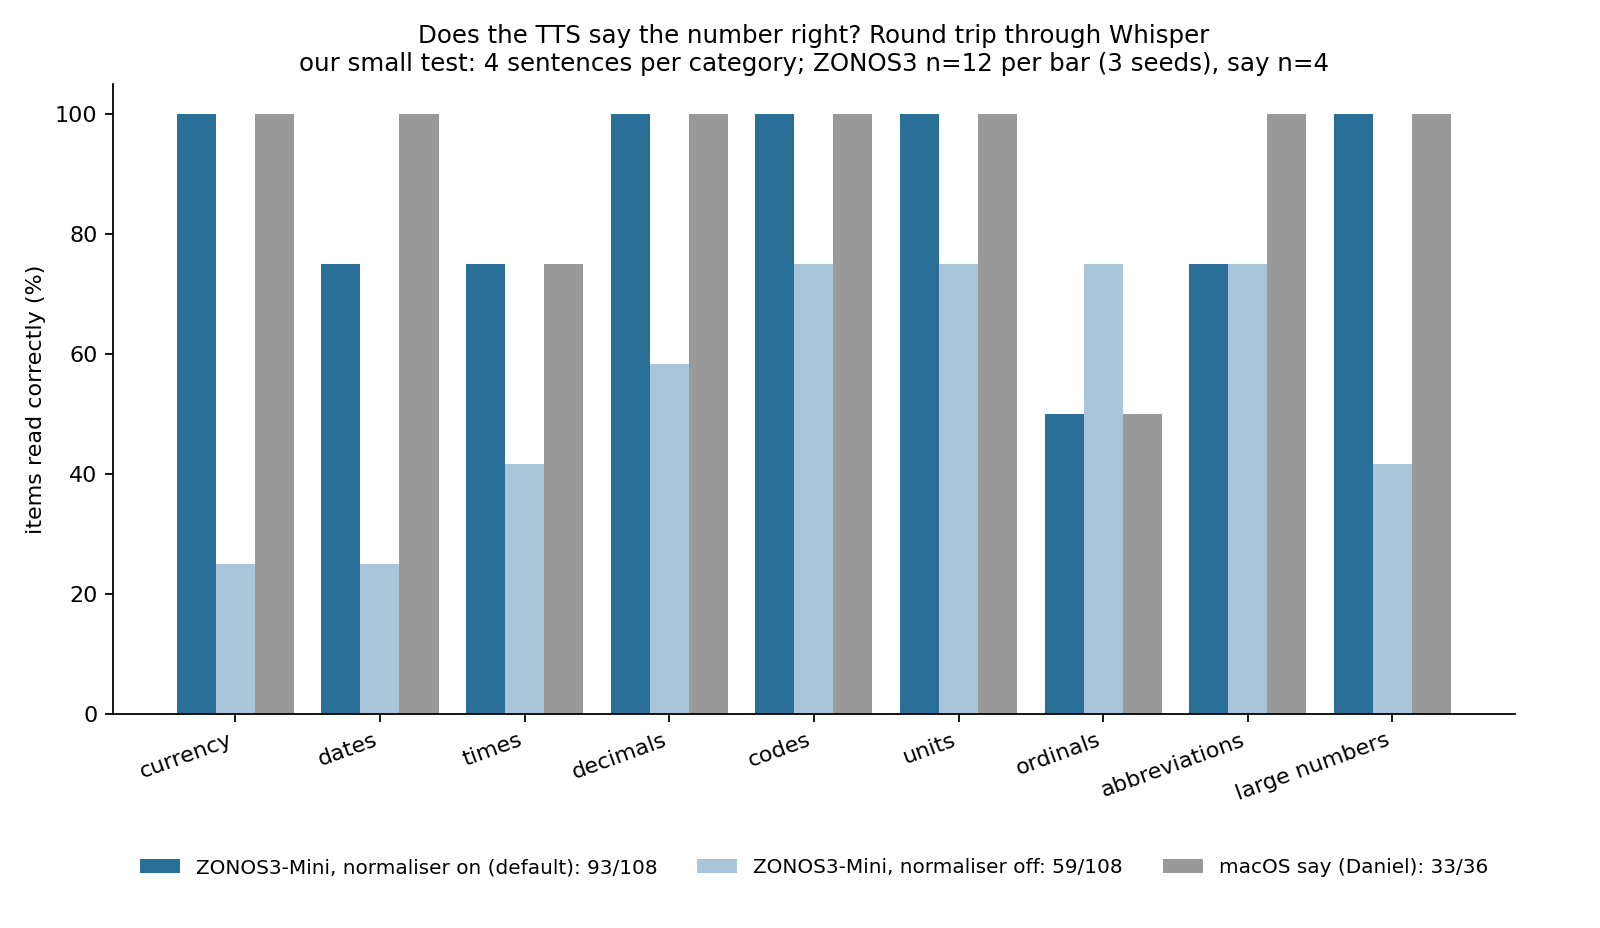 Does the TTS say the number right? Round trip through Whisper
our small test: 4 sentences per category; ZONOS3 n=12 per bar (3 seeds), say n=4
items read correctly (%)
100
80
60
40
20
0
currency
dates
times
decimals
codes
units
ordinals
abbreviations
large numbers
ZONOS3-Mini, normaliser on (default): 93/108
ZONOS3-Mini, normaliser off: 59/108
macOS say (Daniel): 33/36